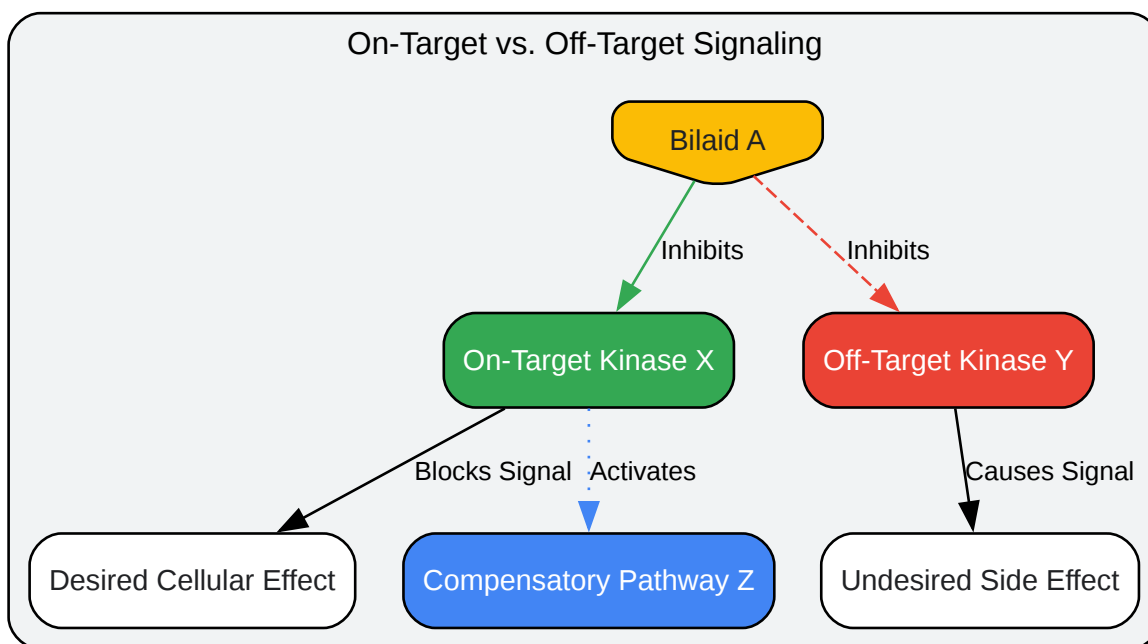 On-Target vs. Off-Target Signaling
Bilaid A
Inhibits
Inhibits
On-Target Kinase X
Off-Target Kinase Y
Blocks Signal
Activates
Causes Signal
Desired Cellular Effect
Compensatory Pathway Z
Undesired Side Effect